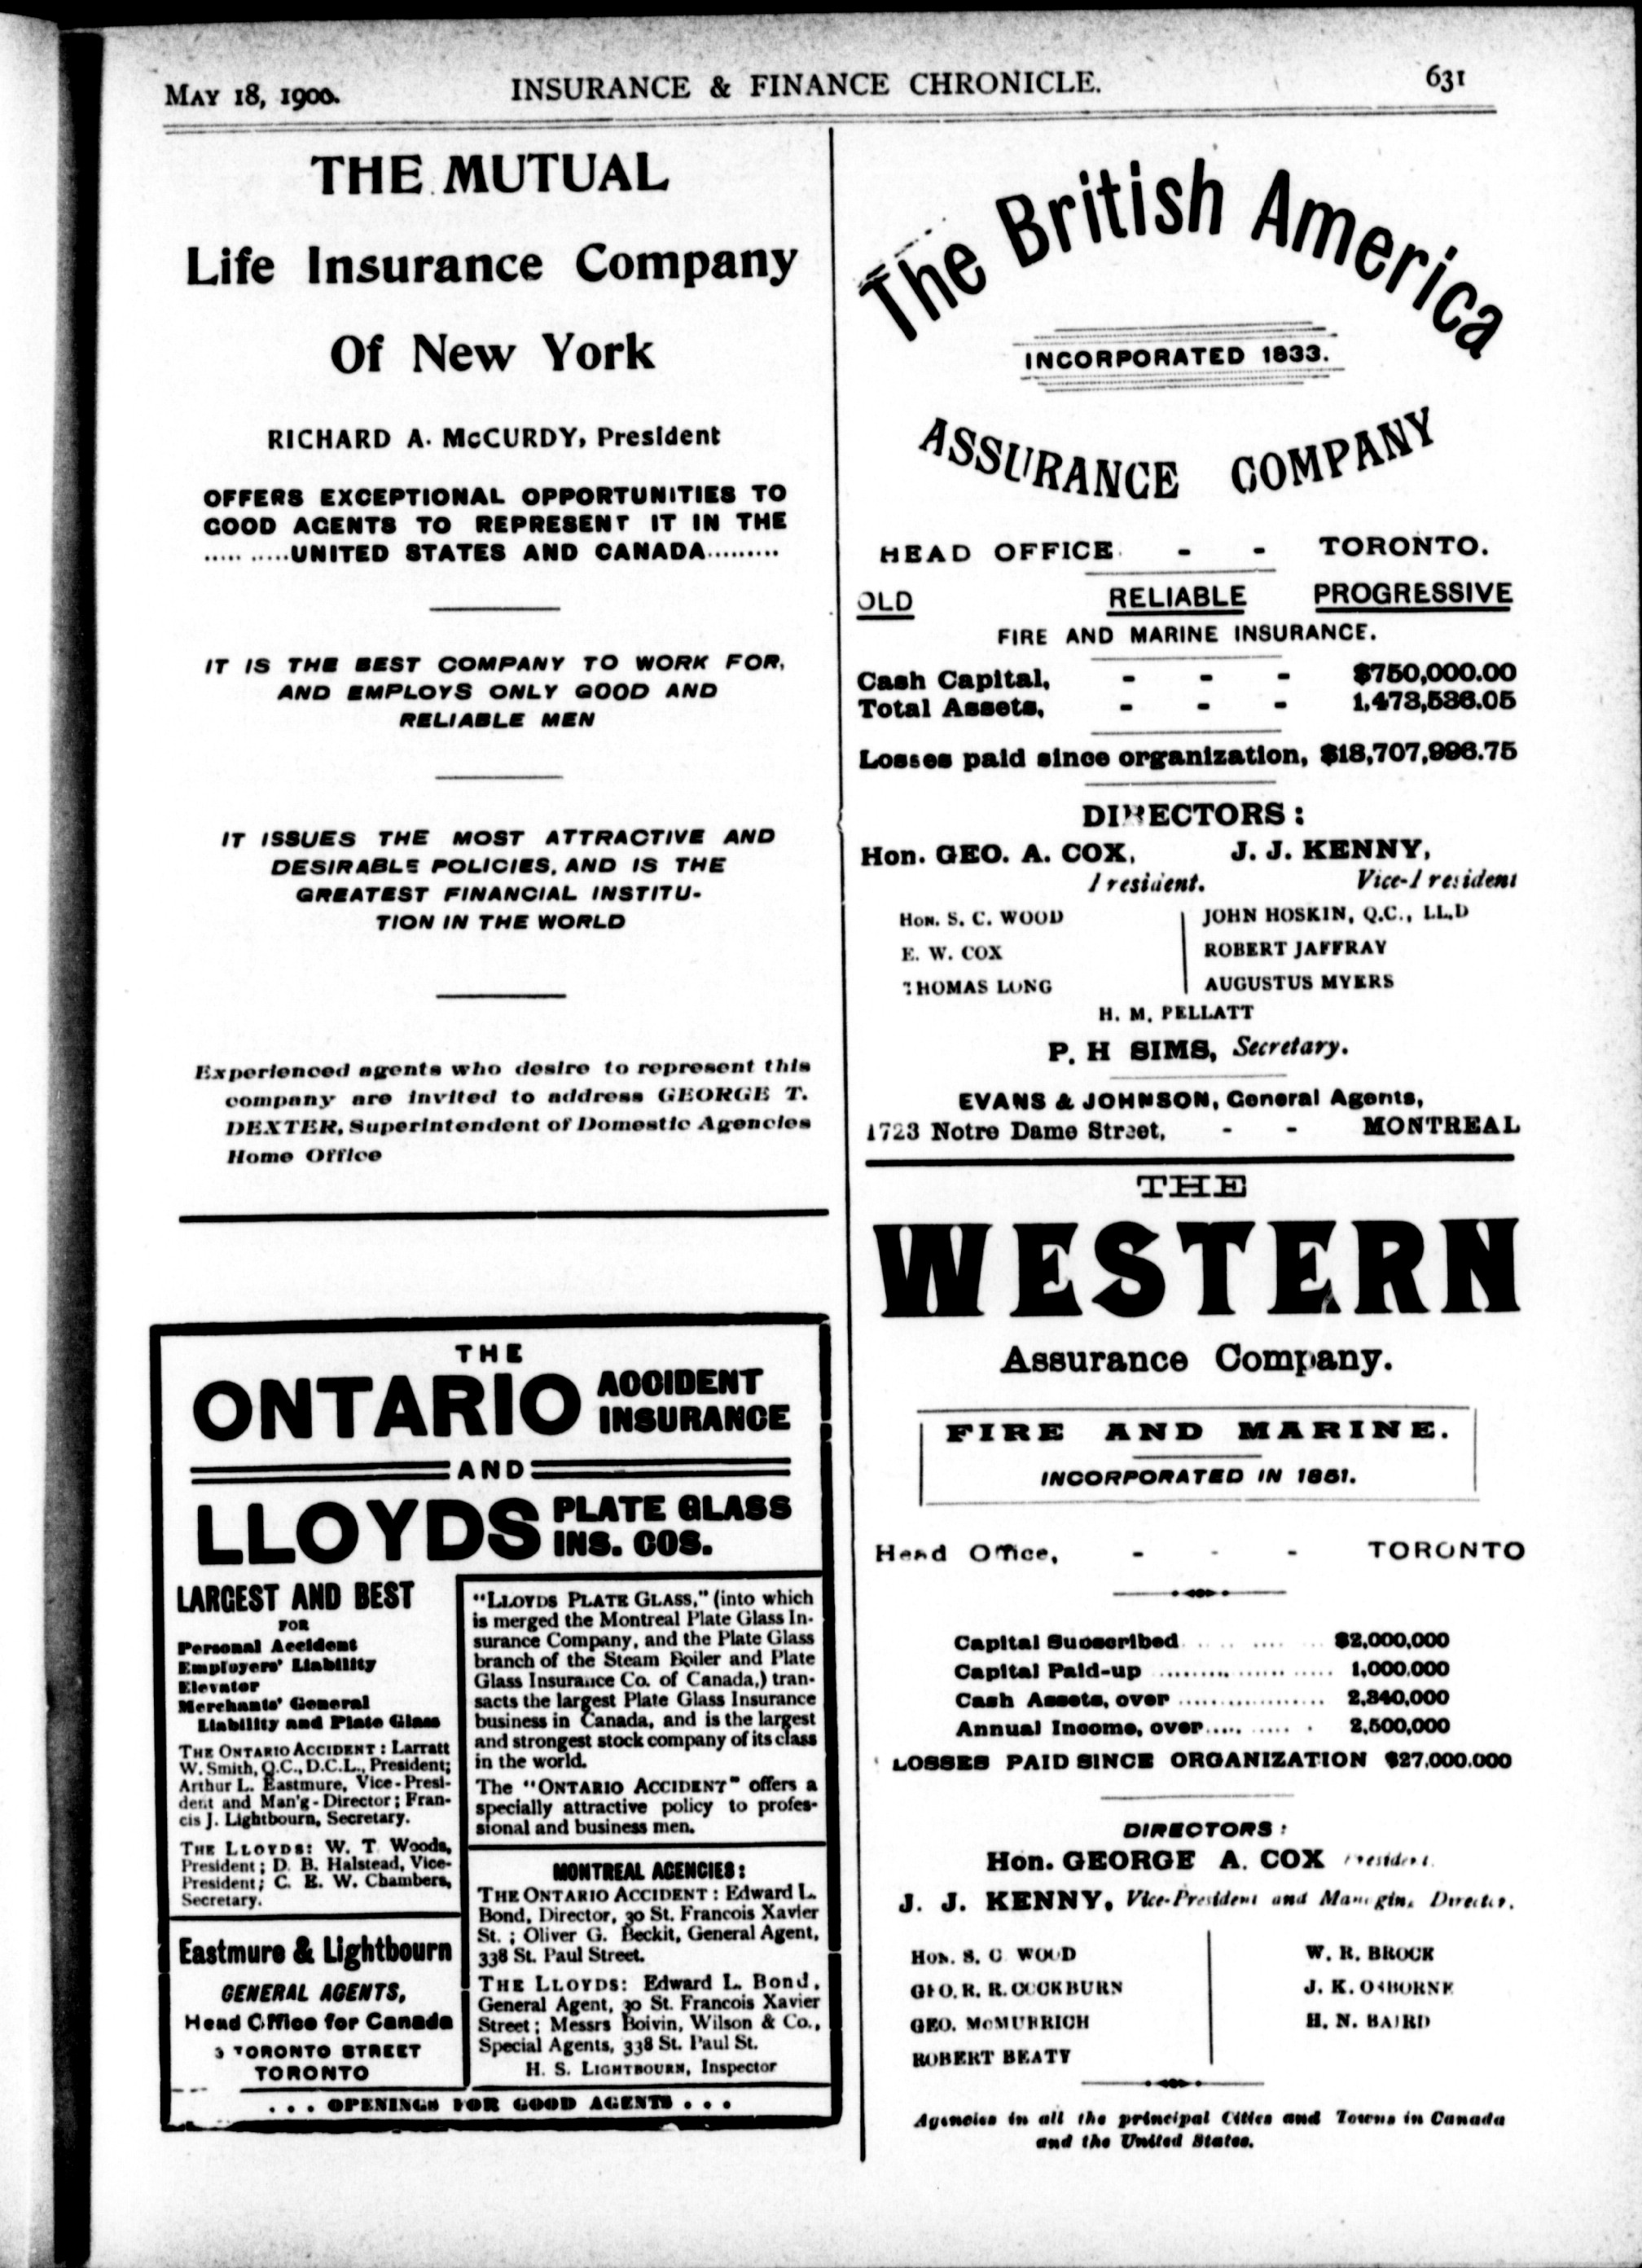 MAY 18, 1900.
INSURANCE & FINANCE CHRONICLE.
631
THE MUTUAL
Life Insurance Company
Of New York
RICHARD A. McCURDY, President
OFFERS EXCEPTIONAL OPPORTUNITIES TO
GOOD AGENTS TO REPRESENT IT IN THE
..... .....UNITED STATES AND CANADA.........
IT IS THE BEST COMPANY TO WORK FOR,
AND EMPLOYS ONLY GOOD AND
RELIABLE MEN
IT ISSUES THE MOST ATTRACTIVE AND
DESIRABLE POLICIES, AND IS THE
GREATEST FINANCIAL INSTITU-
TION IN THE WORLD
Experienced agents who desire to represent this
company are invited to address GEORGE T.
DEXTER, Superintendent of Domestic Agencies
Home Office
THE
ONTARIO ACCIDENT
INSURANCE
AND
LLOYDS PLATE GLASS
INS. COS.
LARGEST AND BEST
FOR
Personal Accident
Employers' Liability
Elevator
Merchants' General
Liability and Plate Glass
THE ONTARIO ACCIDENT: Larratt
W. Smith, Q.C., D.C.L., President;
Arthur L. Eastmure, Vice-Presi-
dent and Man'g-Director; Fran-
cis J. Lightbourn, Secretary.
THE LLOYDS: W. T. Woods,
President; D. B. Halstead, Vice-
President; C. E. W. Chambers,
Secretary.
Eastmure & Lightbourn
GENERAL AGENTS,
Head Office for Canada
3 TORONTO STREET
TORONTO
"LLOYDS PLATE GLASS," (into which
is merged the Montreal Plate Glass In-
surance Company, and the Plate Glass
branch of the Steam Boiler and Plate
Glass Insurance Co. of Canada,) tran-
sacts the largest Plate Glass Insurance
business in Canada, and is the largest
and strongest stock company of its class
in the world.
The "ONTARIO ACCIDENT" offers a
specially attractive policy to profes-
sional and business men.
MONTREAL AGENCIES:
THE ONTARIO ACCIDENT: Edward L.
Bond, Director, 30 St. Francois Xavier
St.; Oliver G. Beckit, General Agent,
338 St. Paul Street.
THE LLOYDS: Edward L. Bond,
General Agent, 30 St. Francois Xavier
Street; Messrs Boivin, Wilson & Co.,
Special Agents, 338 St. Paul St.
H. S. LIGHTBOURN, Inspector
... OPENINGS FOR GOOD AGENTS ...
The British America
INCORPORATED 1833.
ASSURANCE COMPANY
HEAD OFFICE - - TORONTO.
OLD RELIABLE PROGRESSIVE
FIRE AND MARINE INSURANCE.
Cash Capital, - - - $750,000.00
Total Assets, - - - 1,473,536.05
Losses paid since organization, $18,707,996.75
DIRECTORS:
Hon. GEO. A. COX, J. J. KENNY,
President. Vice-President
HON. S. C. WOOD JOHN HOSKIN, Q.C., LL.D
E. W. COX ROBERT JAFFRAY
THOMAS LONG AUGUSTUS MYERS
H. M. PELLATT
P. H SIMS, Secretary.
EVANS & JOHNSON, General Agents,
1723 Notre Dame Street, - - MONTREAL
THE
WESTERN
Assurance Company.
FIRE AND MARINE.
INCORPORATED IN 1851.
Head Office, - - - TORONTO
Capital Subscribed $2,000,000
Capital Paid-up 1,000,000
Cash Assets, over 2,340,000
Annual Income, over 2,500,000
LOSSES PAID SINCE ORGANIZATION $27,000,000
DIRECTORS:
Hon. GEORGE A. COX President.
J. J. KENNY, Vice-President and Managing Director.
HON. S. C WOOD W. R. BROCK
GEO. R. R. COCKBURN J. K. OSBORNE
GEO. McMURRICH H. N. BAIRD
ROBERT BEATY
Agencies in all the principal Cities and Towns in Canada
and the United States.